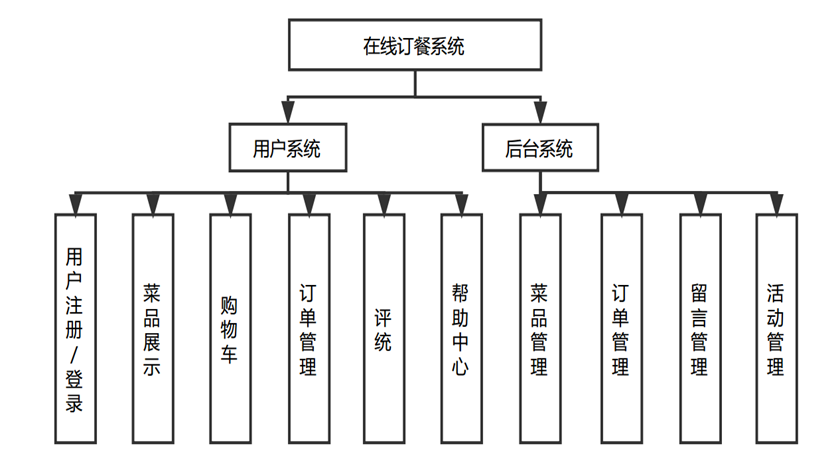 在线订餐系统
用户系统
后台系统
用户注册/登录
菜品展示
购物车
订单管理
评统
帮助中心
菜品管理
订单管理
留言管理
活动管理